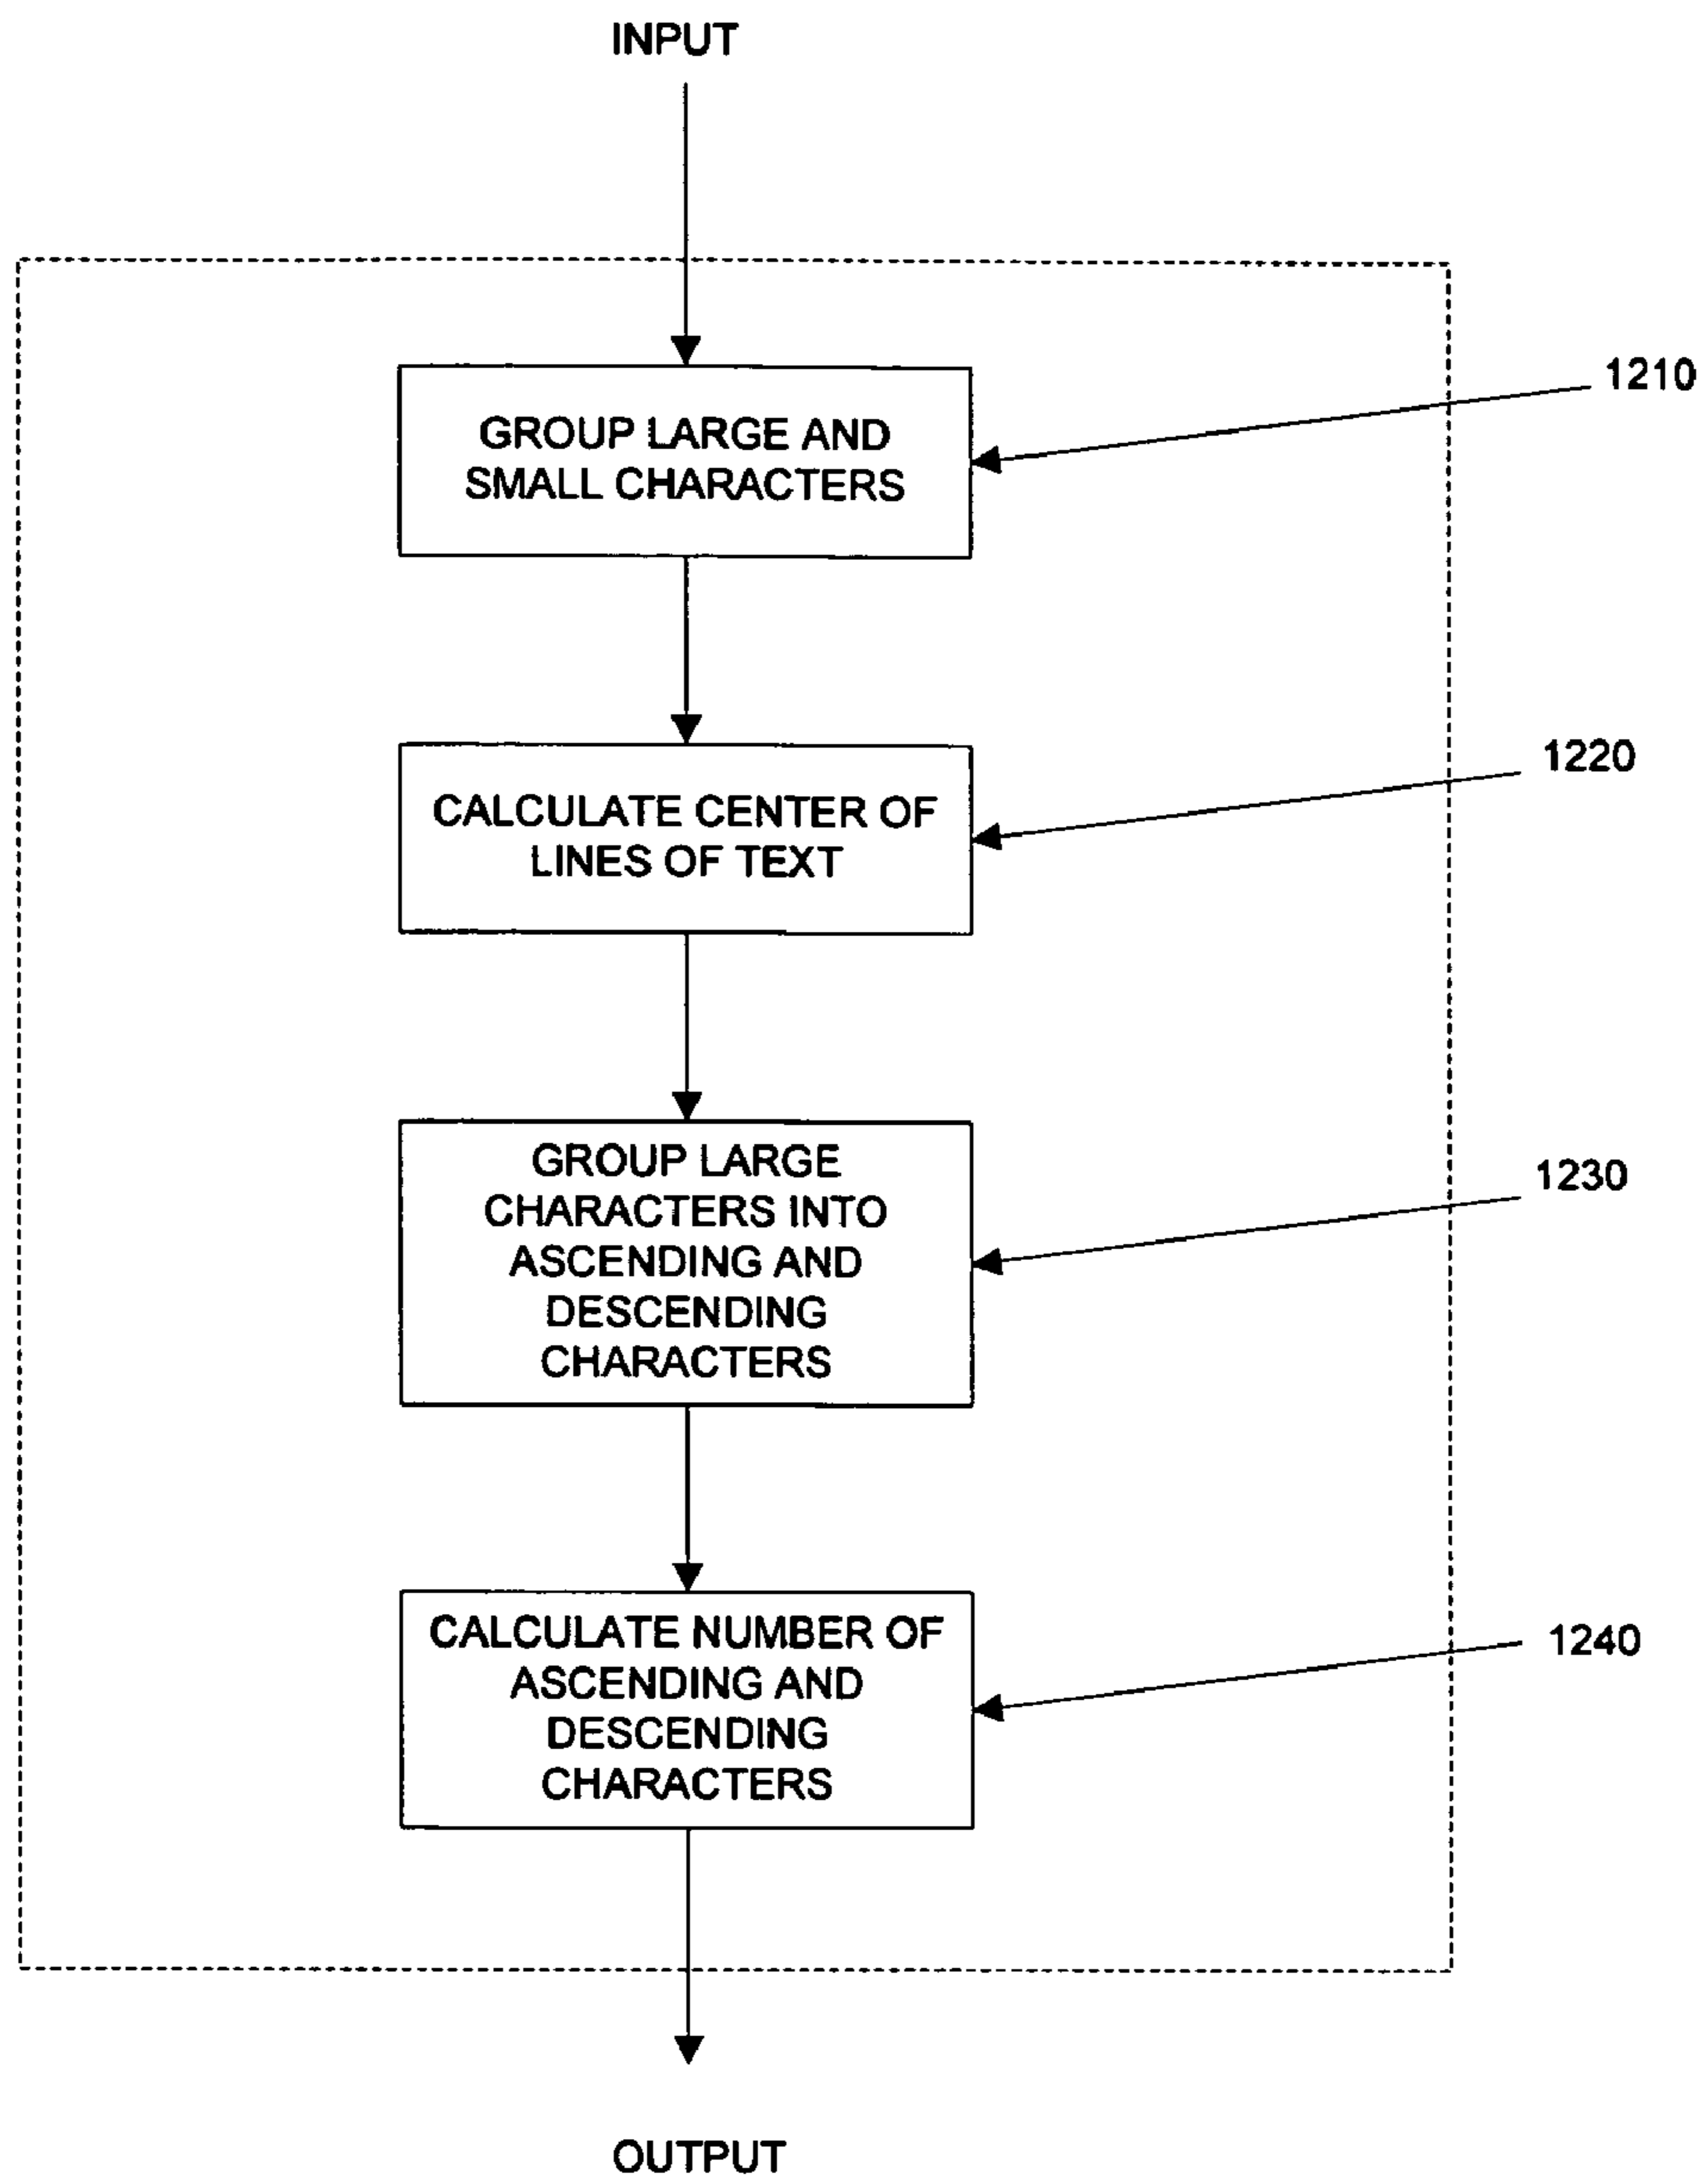 INPUT
GROUP LARGE AND
SMALL CHARACTERS
1210
CALCULATE CENTER OF
LINES OF TEXT
1220
GROUP LARGE
CHARACTERS INTO
ASCENDING AND
DESCENDING
CHARACTERS
1230
CALCULATE NUMBER OF
ASCENDING AND
DESCENDING
CHARACTERS
1240
OUTPUT